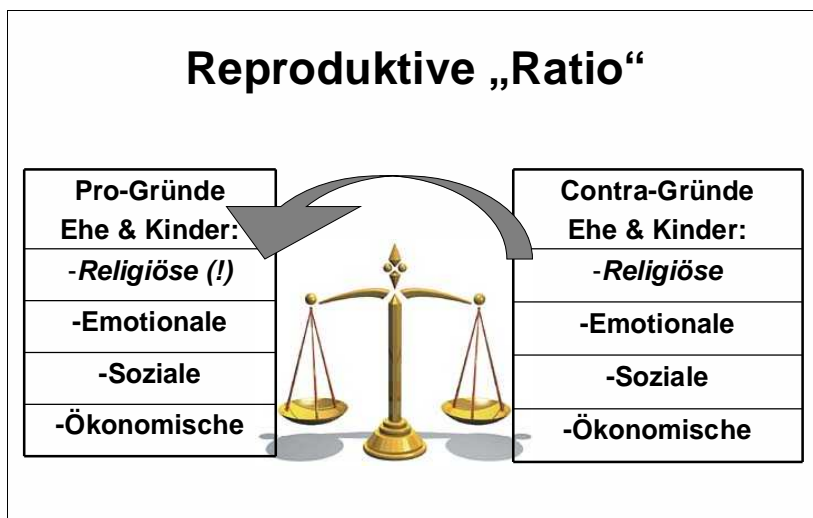 Reproduktive „Ratio“
Pro-Gründe
Ehe & Kinder:
-Religiöse (!)
-Emotionale
-Soziale
-Ökonomische
Contra-Gründe
Ehe & Kinder:
-Religiöse
-Emotionale
-Soziale
-Ökonomische